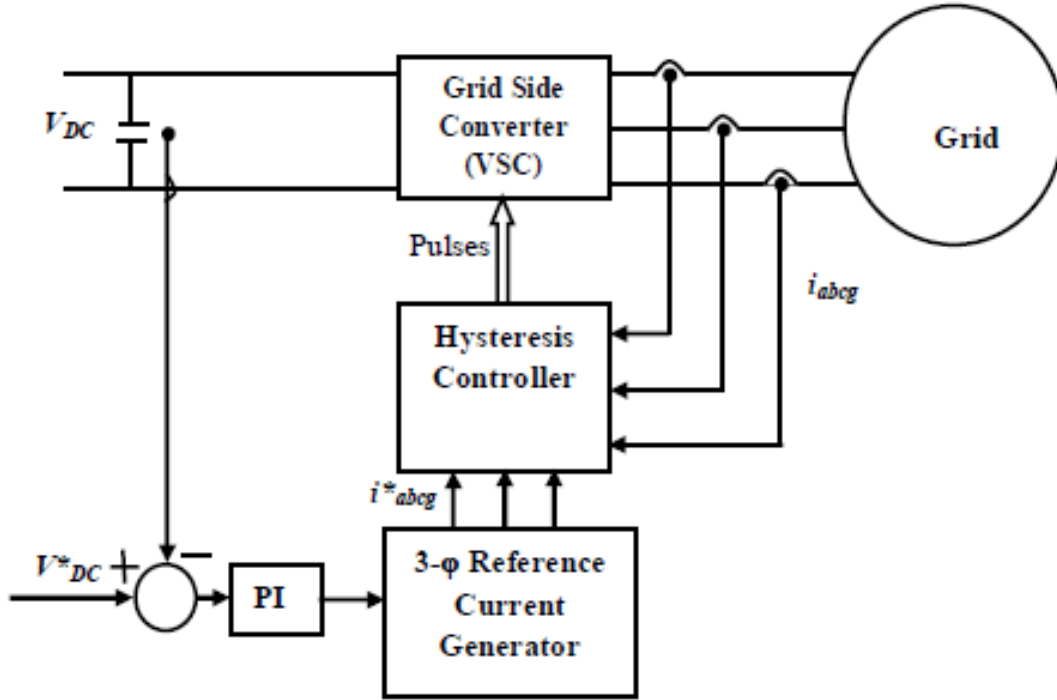 Grid Side
Converter
(VSC)
V_DC
Grid
Pulses
i_abcg
Hysteresis
Controller
i*_abcg
V*_DC + −
PI
3-φ Reference
Current
Generator